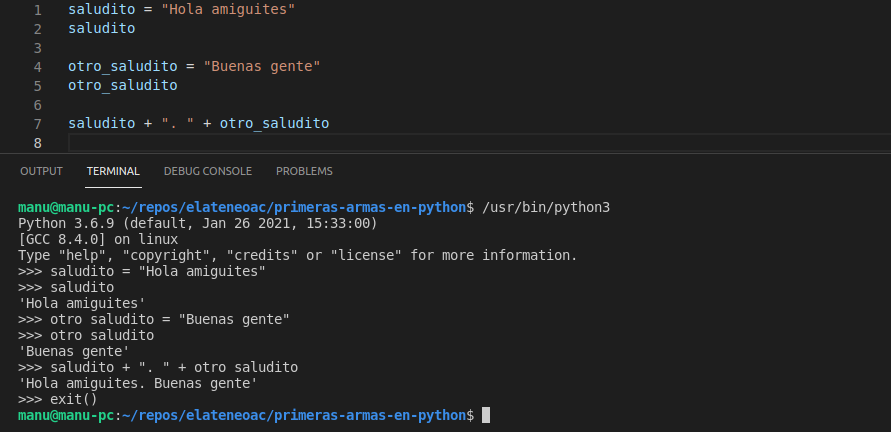 1 saludito = "Hola amiguites"
2 saludito
3
4 otro_saludito = "Buenas gente"
5 otro_saludito
6
7 saludito + ". " + otro_saludito
8
OUTPUT TERMINAL DEBUG CONSOLE PROBLEMS
manu@manu-pc:~/repos/elateneoac/primeras-armas-en-python$ /usr/bin/python3
Python 3.6.9 (default, Jan 26 2021, 15:33:00)
[GCC 8.4.0] on linux
Type "help", "copyright", "credits" or "license" for more information.
>>> saludito = "Hola amiguites"
>>> saludito
'Hola amiguites'
>>> otro saludito = "Buenas gente"
>>> otro saludito
'Buenas gente'
>>> saludito + ". " + otro saludito
'Hola amiguites. Buenas gente'
>>> exit()
manu@manu-pc:~/repos/elateneoac/primeras-armas-en-python$